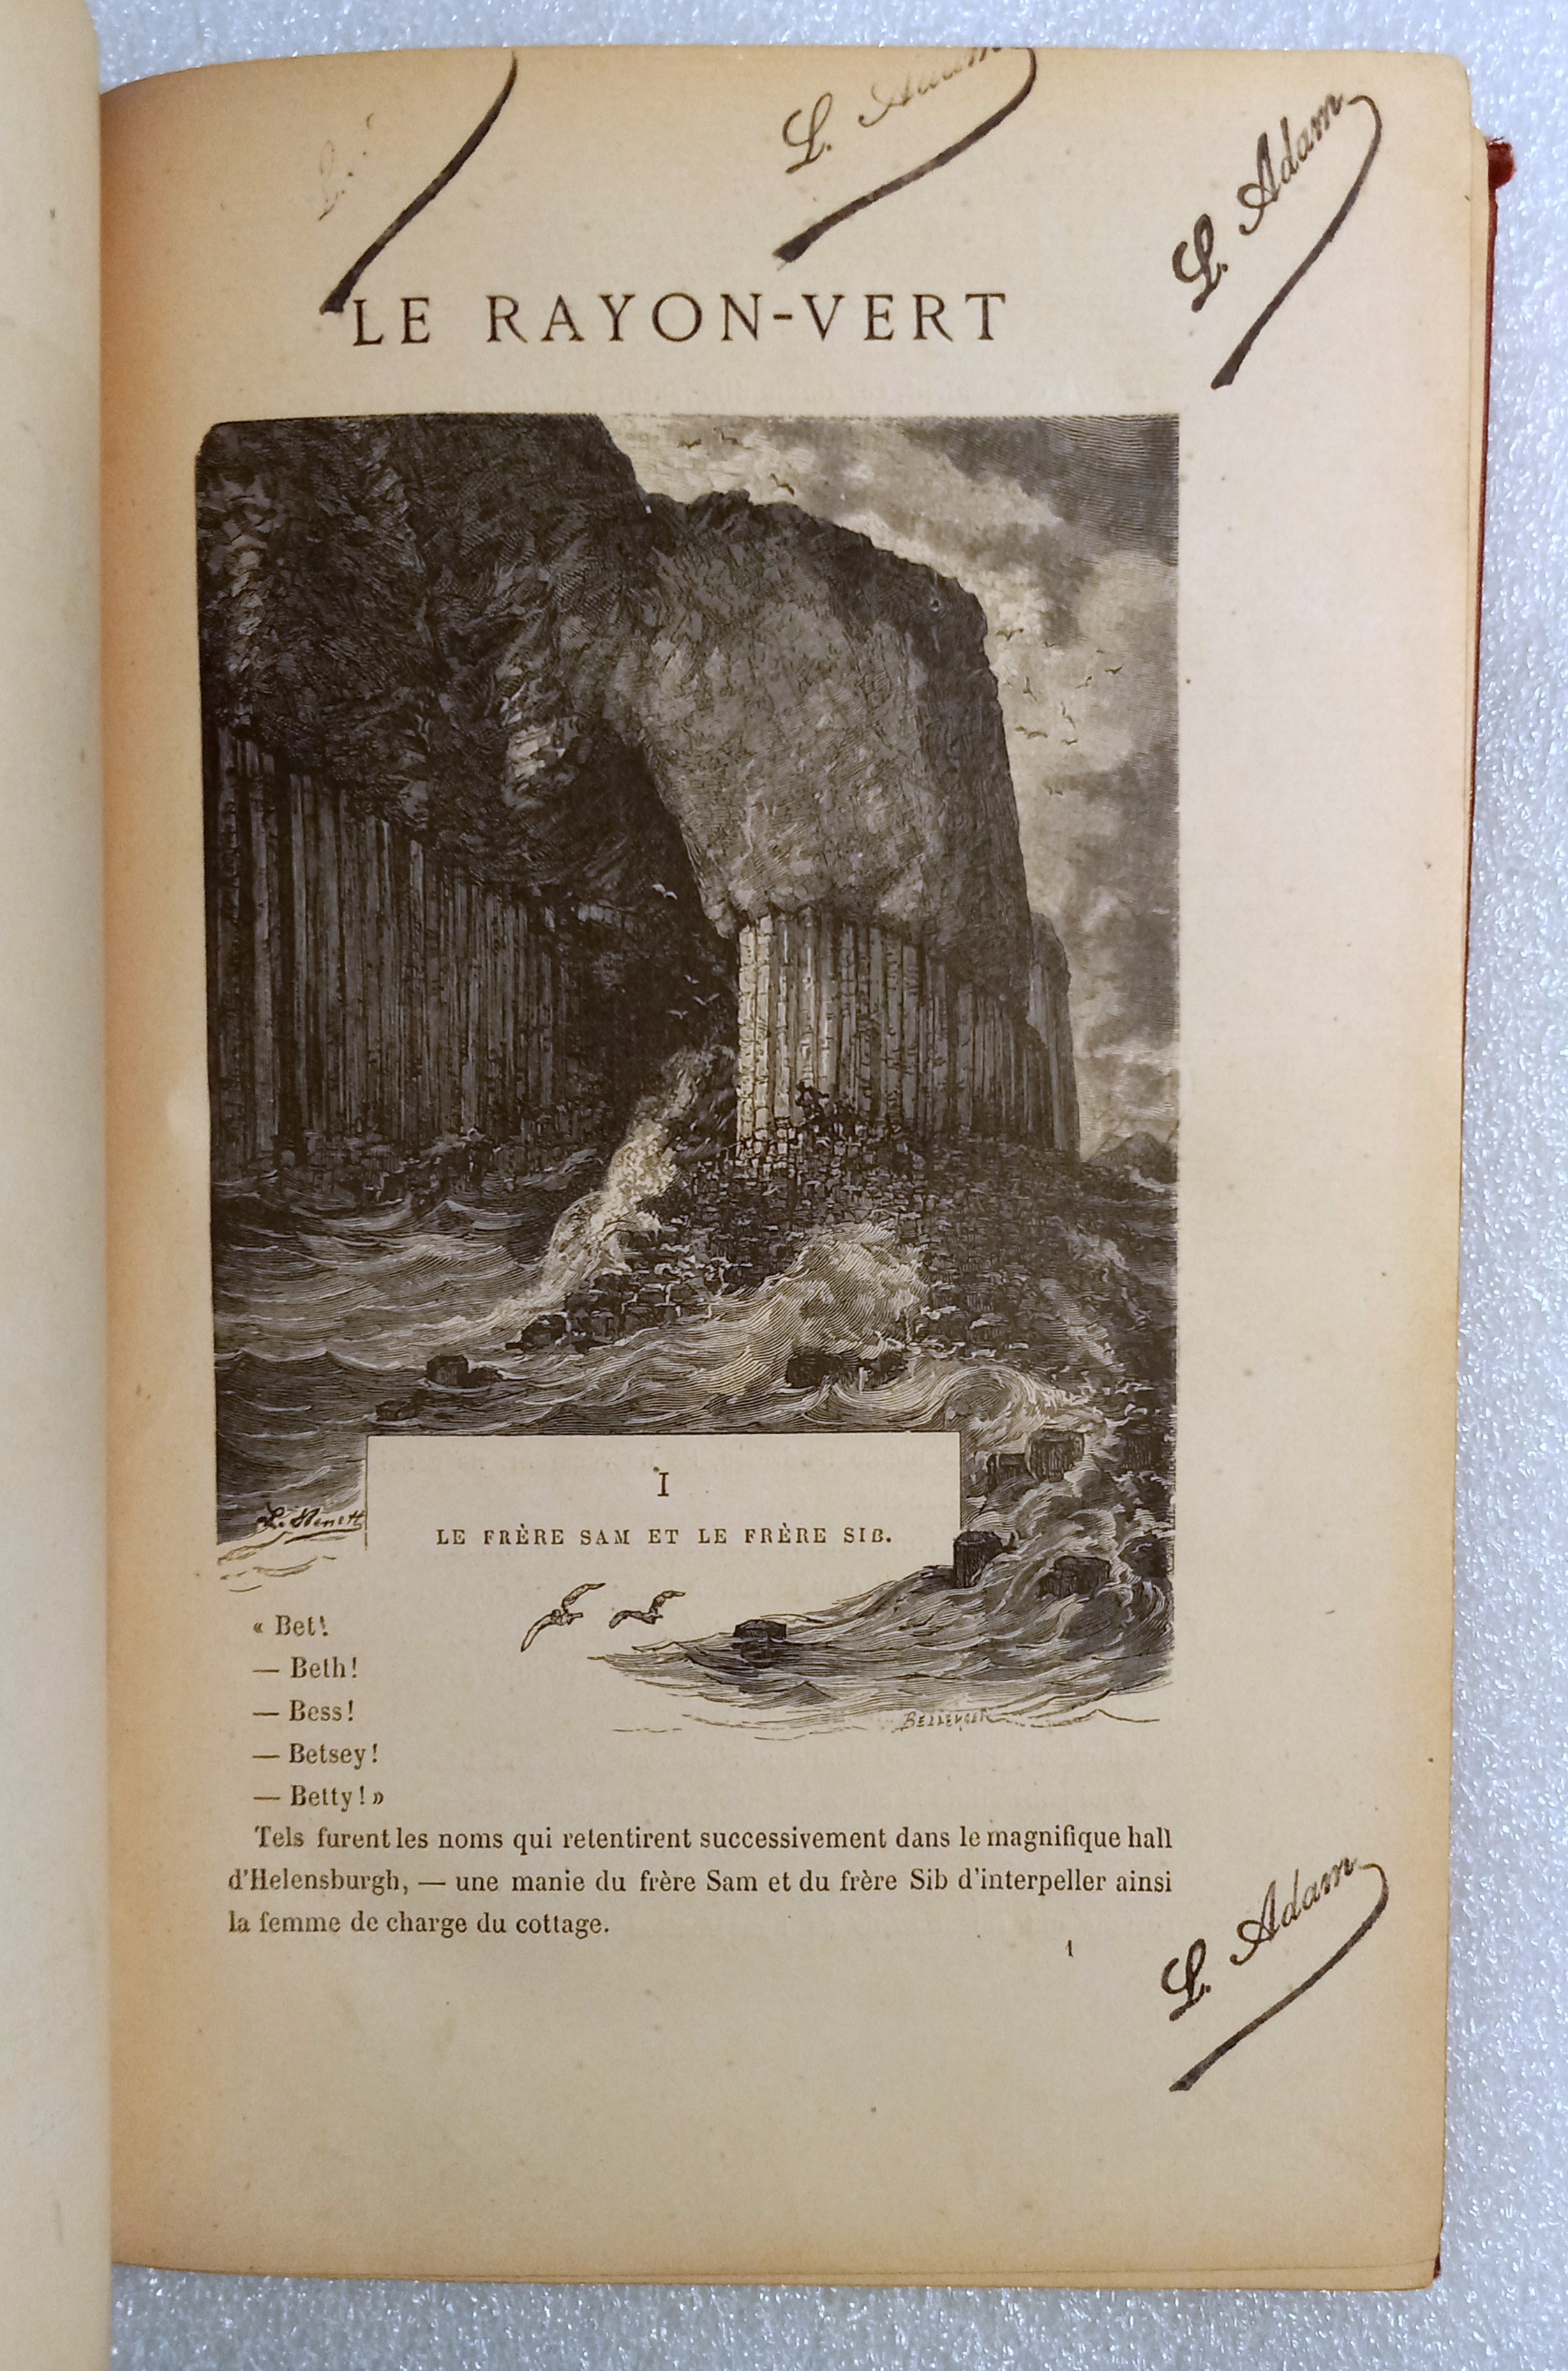 L. Adam
L. Adam
LE RAYON-VERT
I
LE FRÈRE SAM ET LE FRÈRE SIB.
L. Benett
« Bet!
— Beth!
— Bess!
— Betsey!
— Betty! »
BELLENGER
Tels furent les noms qui retentirent successivement dans le magnifique hall
d'Helensburgh, — une manie du frère Sam et du frère Sib d'interpeller ainsi
la femme de charge du cottage.
1
L. Adam